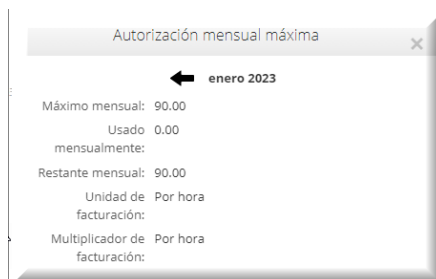 Autorización mensual máxima
enero 2023
Máximo mensual: 90.00
Usado 0.00
mensualmente:
Restante mensual: 90.00
Unidad de Por hora
facturación:
Multiplicador de Por hora
facturación: